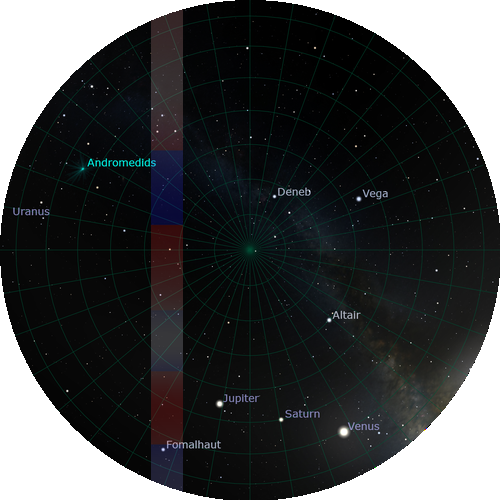 Andromedids
Deneb
Vega
Uranus
Altair
Jupiter
Saturn
Venus
Fomalhaut